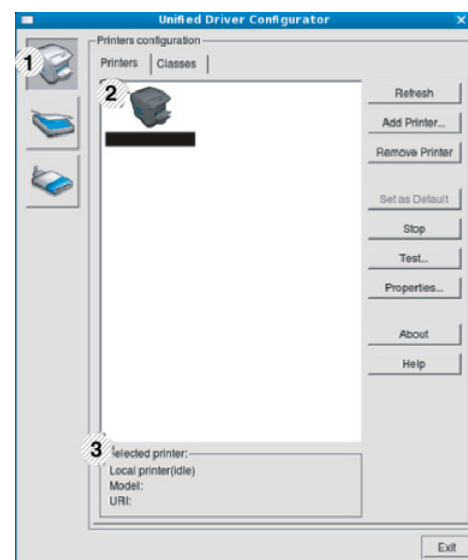 Unified Driver Configurator
Printers configuration
1
Printers
Classes
2
Refresh
Add Printer...
Remove Printer
Set as Default
Stop
Test...
Properties...
About
Help
3
Selected printer:
Local printer(idle)
Model:
URI:
Exit